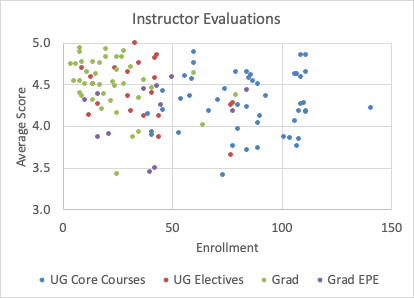 Instructor Evaluations
5.0
4.5
4.0
3.5
3.0
Average Score
0 50 100 150
Enrollment
UG Core Courses UG Electives Grad Grad EPE